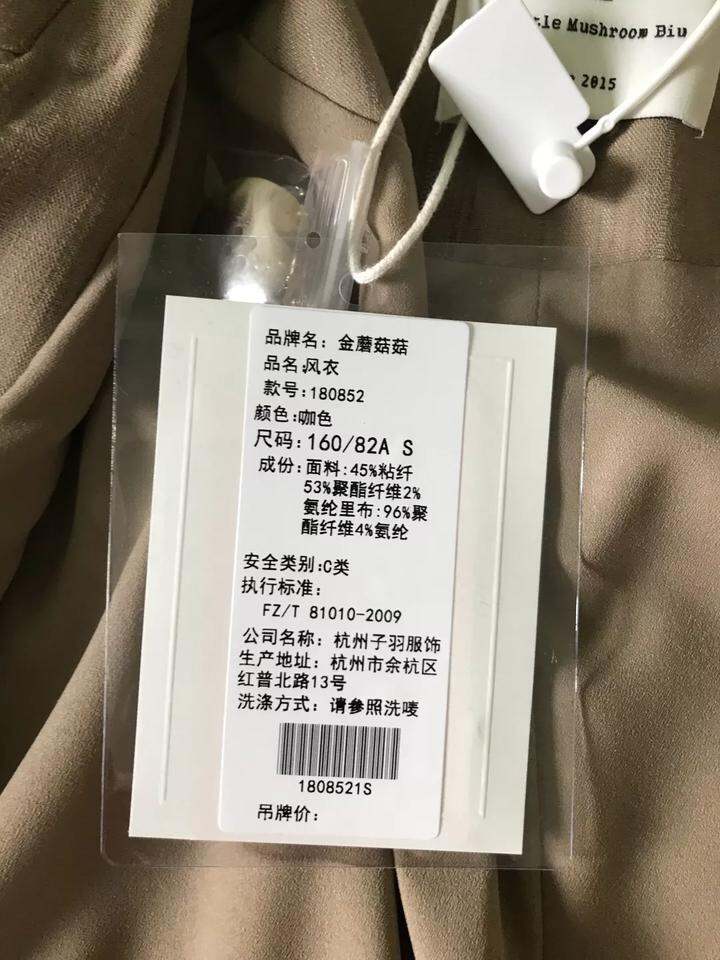 tle Mushroom Biu
2015
品牌名：金蘑菇菇
品名:风衣
款号:180852
颜色:咖色
尺码:160/82A S
成份:面料:45%粘纤
53%聚酯纤维2%
氨纶里布:96%聚
酯纤维4%氨纶
安全类别:C类
执行标准：
FZ/T 81010-2009
公司名称：杭州子羽服饰
生产地址：杭州市余杭区
红普北路13号
洗涤方式：请参照洗唛
1808521S
吊牌价：